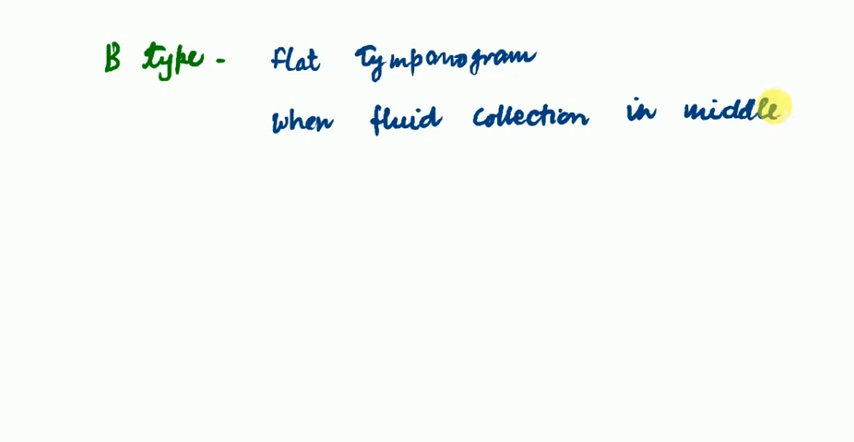 B type - flat Tympanogram
when fluid collection in middle